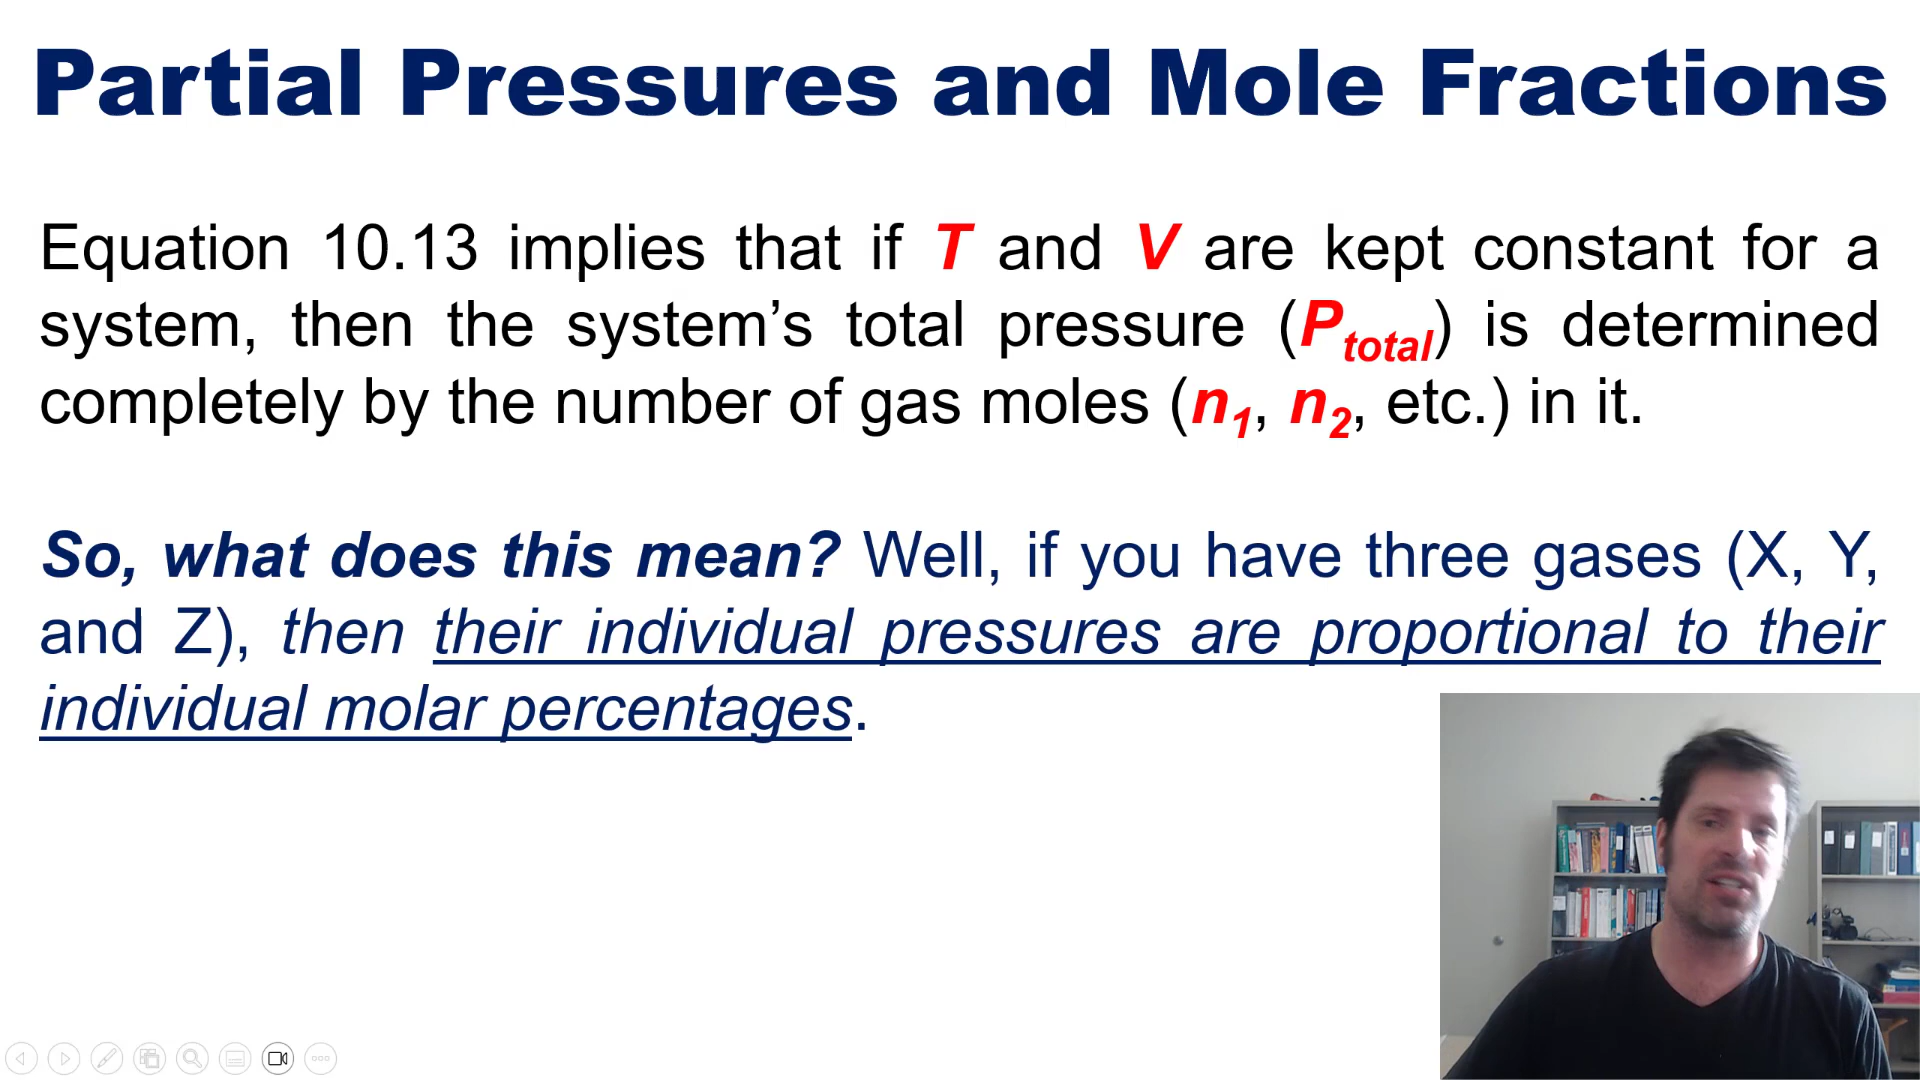 Partial Pressures and Mole Fractions
Equation 10.13 implies that if T and V are kept constant for a
system, then the system’s total pressure (Ptotal) is determined
completely by the number of gas moles (n1, n2, etc.) in it.
So, what does this mean? Well, if you have three gases (X, Y,
and Z), then their individual pressures are proportional to their
individual molar percentages.